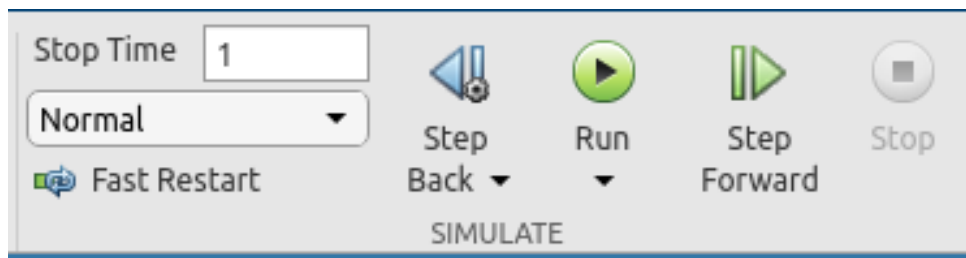 Stop Time 1
Normal
Fast Restart
Step
Back
Run
Step
Forward
Stop
SIMULATE